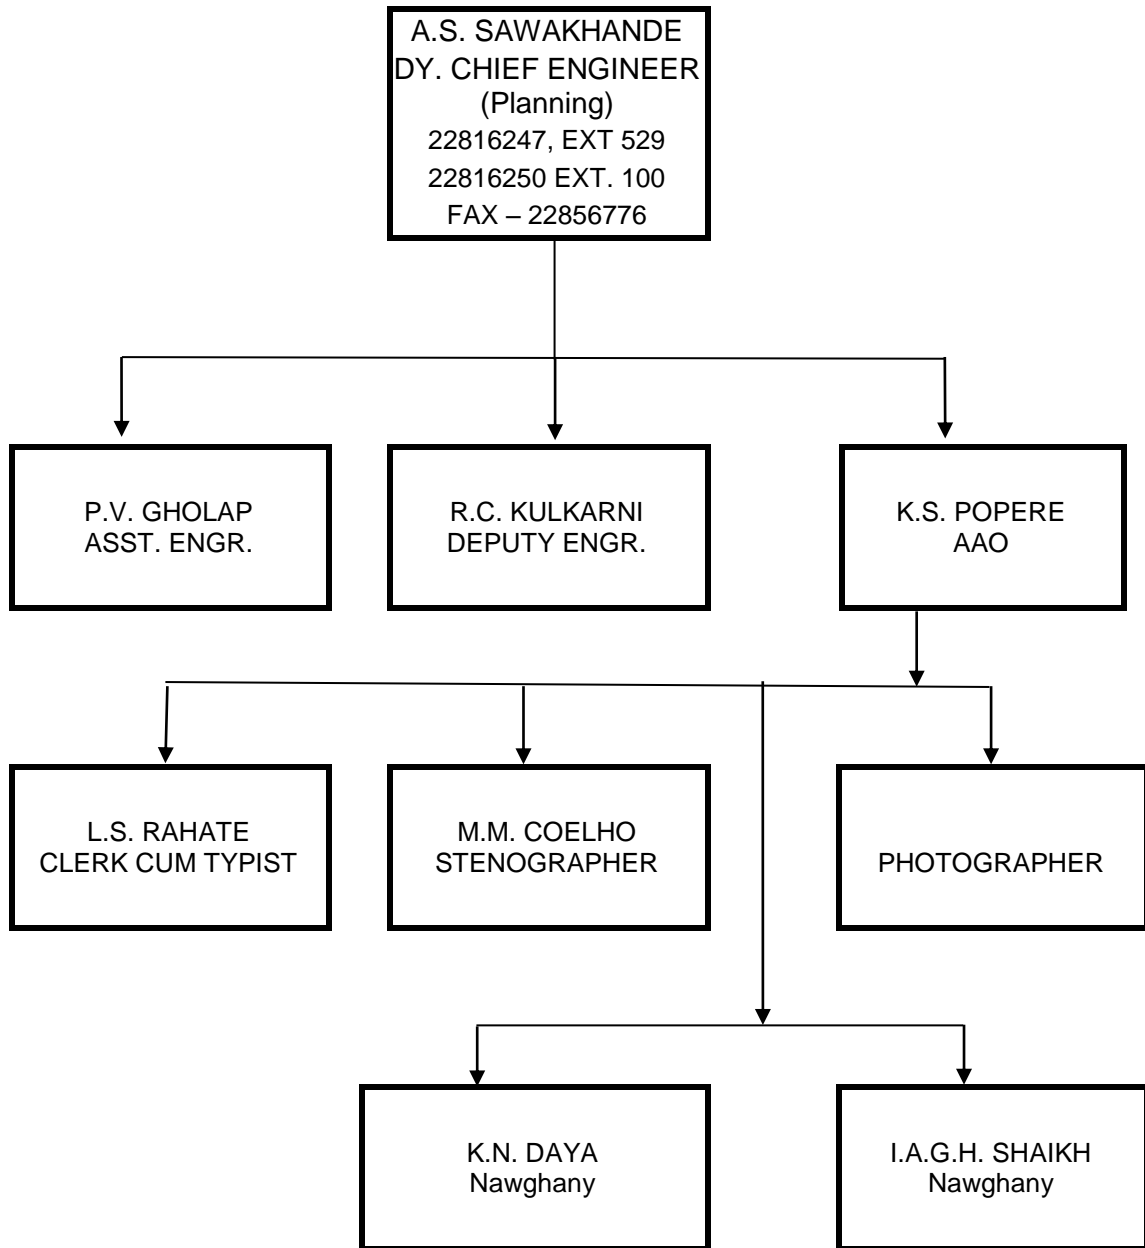 A.S. SAWAKHANDE
DY. CHIEF ENGINEER
(Planning)
22816247, EXT 529
22816250 EXT. 100
FAX – 22856776
P.V. GHOLAP
ASST. ENGR.
R.C. KULKARNI
DEPUTY ENGR.
K.S. POPERE
AAO
L.S. RAHATE
CLERK CUM TYPIST
M.M. COELHO
STENOGRAPHER
PHOTOGRAPHER
K.N. DAYA
Nawghany
I.A.G.H. SHAIKH
Nawghany